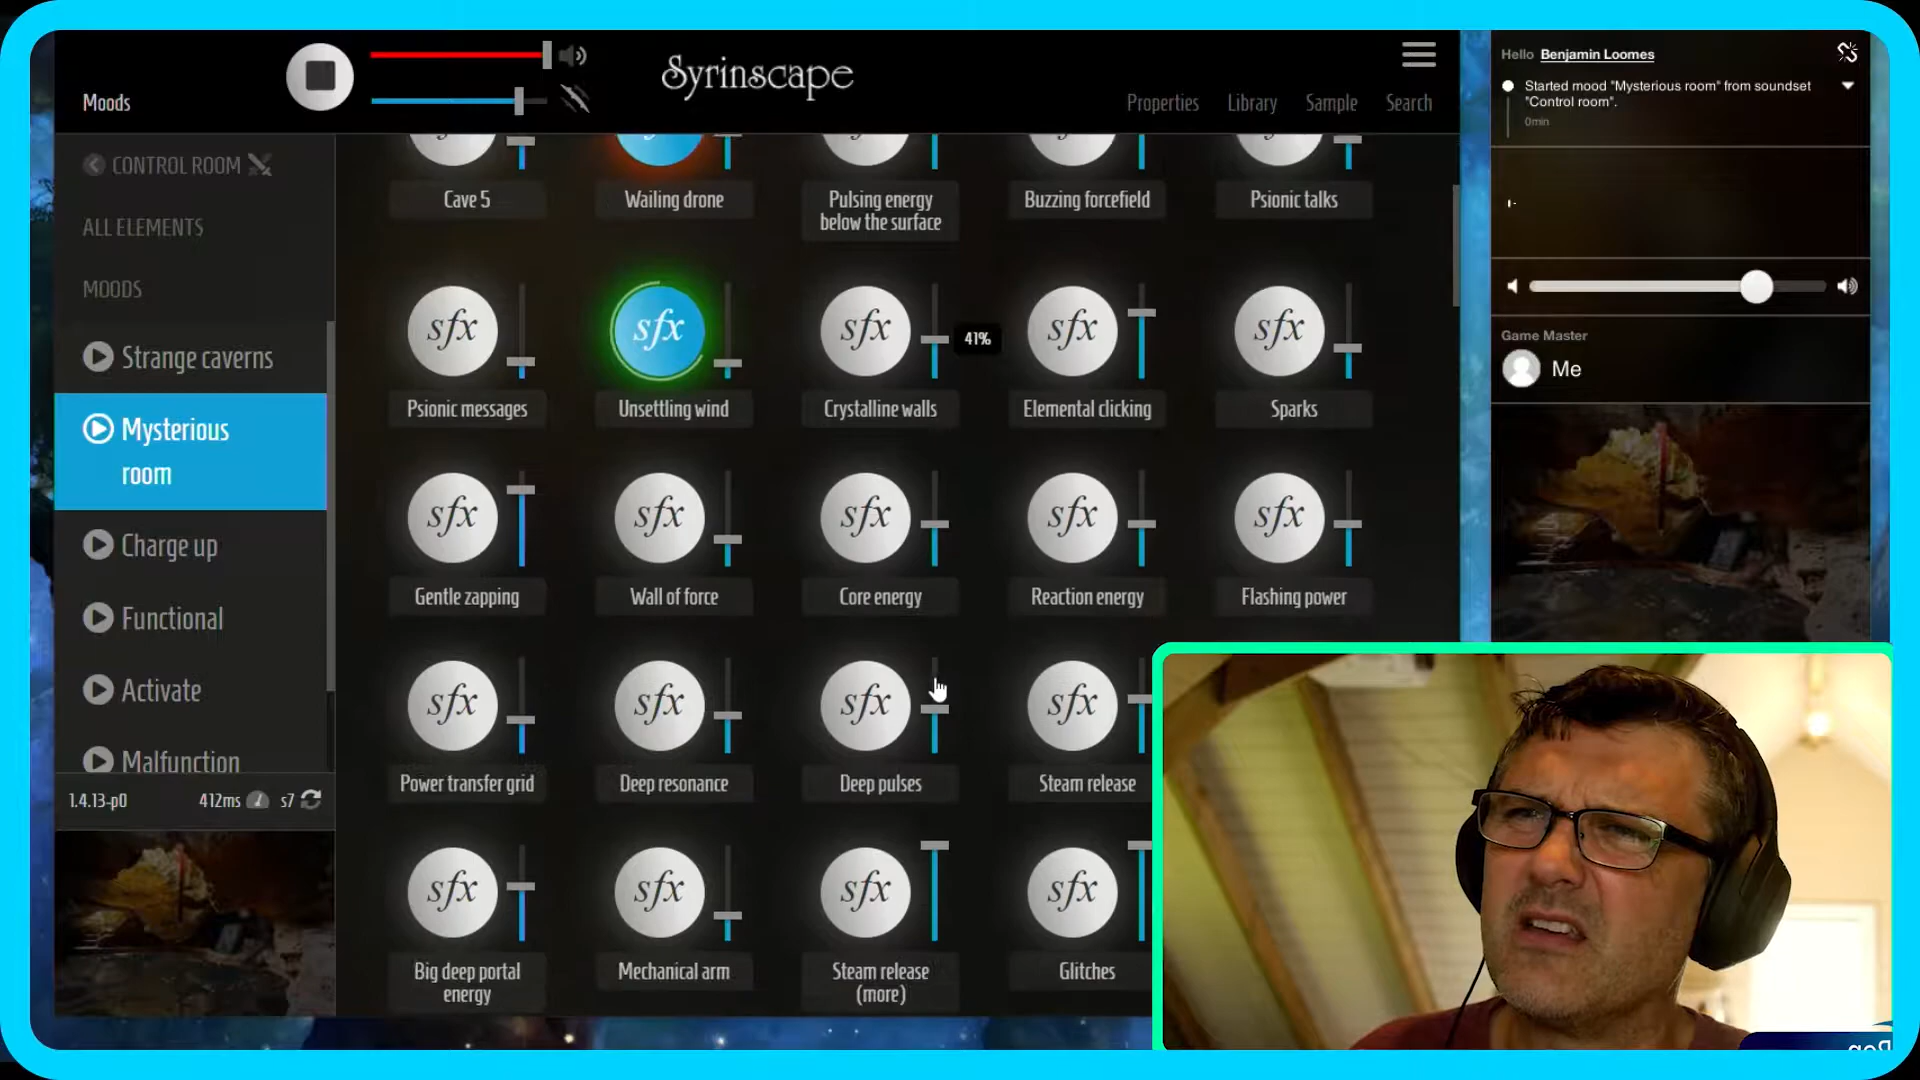 Moods
Syrinscape
Properties
Library
Sample
Search
CONTROL ROOM
ALL ELEMENTS
MOODS
Strange caverns
Mysterious
room
Charge up
Functional
Activate
Malfunction
1.4.13-p0
412ms
s7
Cave 5
Wailing drone
Pulsing energy
below the surface
Buzzing forcefield
Psionic talks
sfx
sfx
sfx
41%
sfx
sfx
Psionic messages
Unsettling wind
Crystalline walls
Elemental clicking
Sparks
sfx
sfx
sfx
sfx
sfx
Gentle zapping
Wall of force
Core energy
Reaction energy
Flashing power
sfx
sfx
sfx
sfx
Power transfer grid
Deep resonance
Deep pulses
Steam release
sfx
sfx
sfx
sfx
Big deep portal
energy
Mechanical arm
Steam release
(more)
Glitches
Hello Benjamin Loomes
Started mood "Mysterious room" from soundset
"Control room".
0min
Game Master
Me